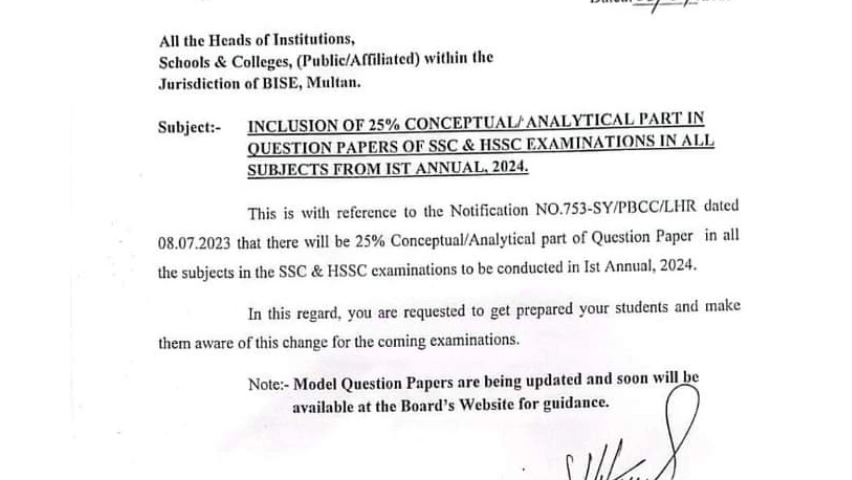 All the Heads of Institutions,
Schools & Colleges, (Public/Affiliated) within the
Jurisdiction of BISE, Multan.
Subject:- INCLUSION OF 25% CONCEPTUAL/ ANALYTICAL PART IN
QUESTION PAPERS OF SSC & HSSC EXAMINATIONS IN ALL
SUBJECTS FROM IST ANNUAL, 2024.
This is with reference to the Notification NO.753-SY/PBCC/LHR dated
08.07.2023 that there will be 25% Conceptual/Analytical part of Question Paper in all
the subjects in the SSC & HSSC examinations to be conducted in Ist Annual, 2024.
In this regard, you are requested to get prepared your students and make
them aware of this change for the coming examinations.
Note:- Model Question Papers are being updated and soon will be
available at the Board's Website for guidance.